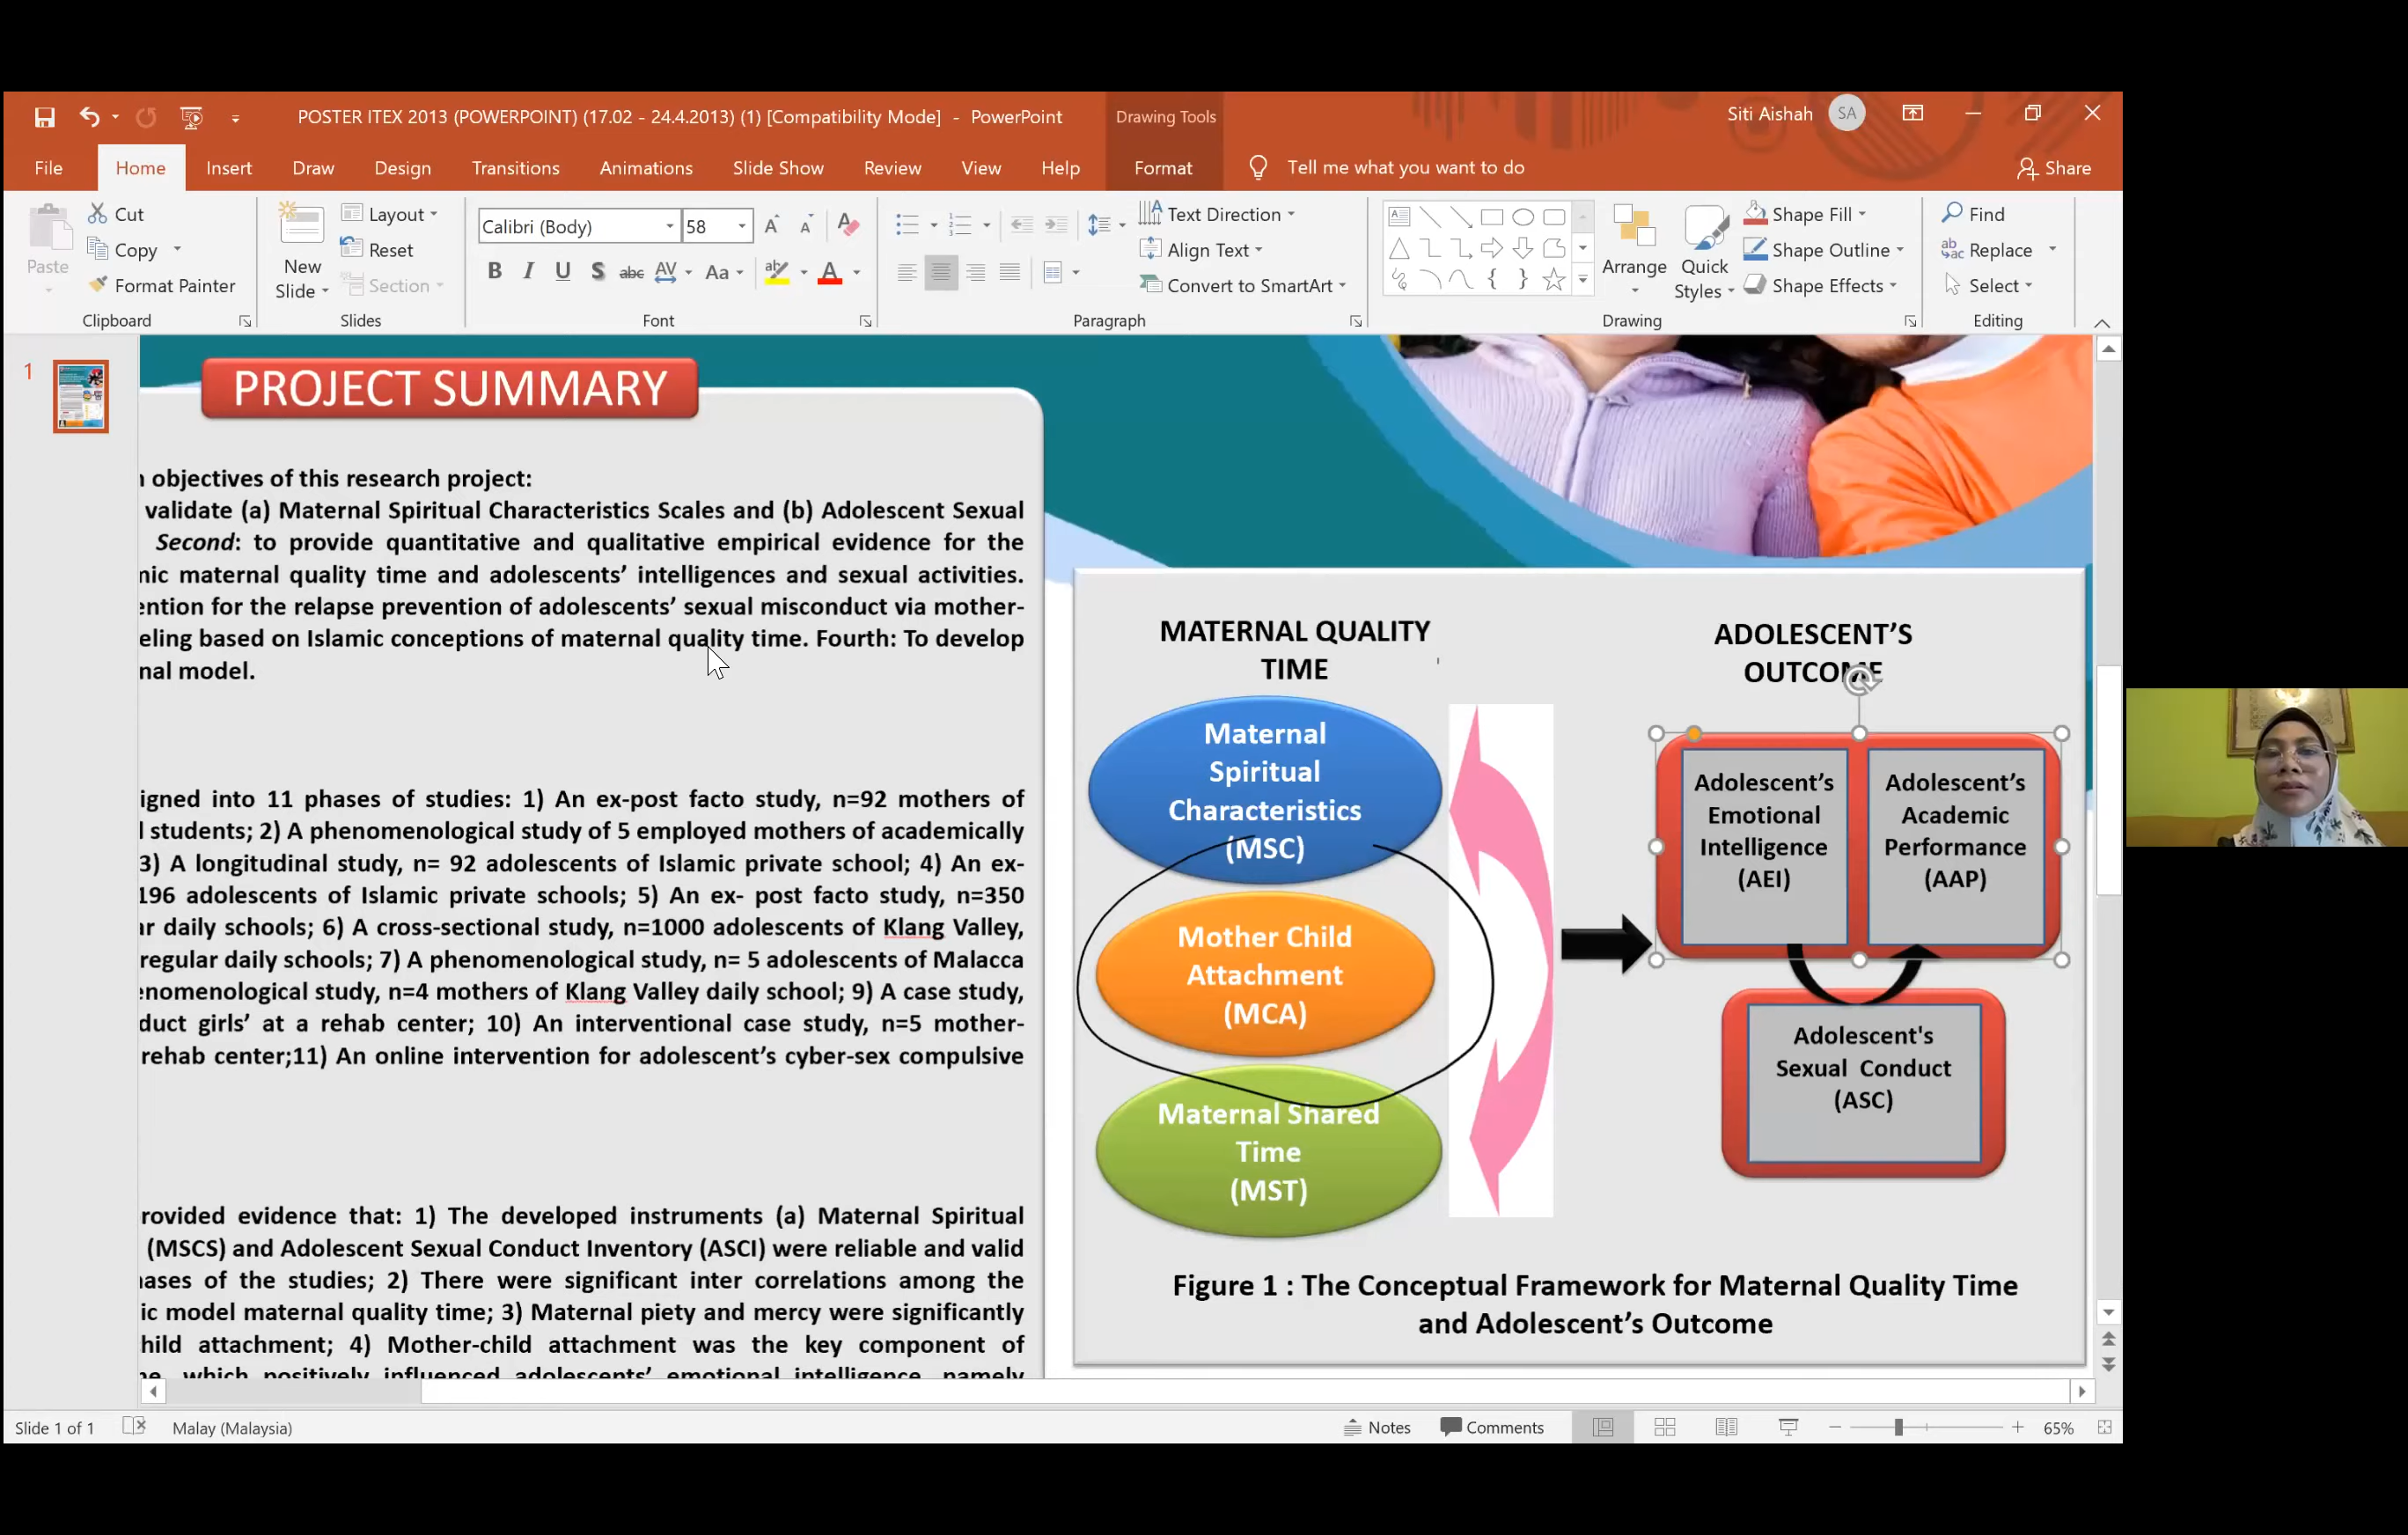 POSTER ITEX 2013 (POWERPOINT) (17.02 - 24.4.2013) (1) [Compatibility Mode] - PowerPoint
Drawing Tools
Siti Aishah
SA
File
Home
Insert
Draw
Design
Transitions
Animations
Slide Show
Review
View
Help
Format
Tell me what you want to do
Share
Paste
Cut
Copy
Format Painter
Clipboard
New
Slide
Layout
Reset
Section
Slides
Calibri (Body)
58
B I U S abc AV Aa
Font
Text Direction
Align Text
Convert to SmartArt
Paragraph
Arrange
Quick
Styles
Shape Fill
Shape Outline
Shape Effects
Drawing
Find
Replace
Select
Editing
1
PROJECT SUMMARY
objectives of this research project:
validate (a) Maternal Spiritual Characteristics Scales and (b) Adolescent Sexual
Second: to provide quantitative and qualitative empirical evidence for the
nic maternal quality time and adolescents’ intelligences and sexual activities.
ention for the relapse prevention of adolescents’ sexual misconduct via mother-
eling based on Islamic conceptions of maternal quality time. Fourth: To develop
nal model.
igned into 11 phases of studies: 1) An ex-post facto study, n=92 mothers of
l students; 2) A phenomenological study of 5 employed mothers of academically
3) A longitudinal study, n= 92 adolescents of Islamic private school; 4) An ex-
196 adolescents of Islamic private schools; 5) An ex- post facto study, n=350
ar daily schools; 6) A cross-sectional study, n=1000 adolescents of Klang Valley,
regular daily schools; 7) A phenomenological study, n= 5 adolescents of Malacca
enomenological study, n=4 mothers of Klang Valley daily school; 9) A case study,
duct girls’ at a rehab center; 10) An interventional case study, n=5 mother-
rehab center;11) An online intervention for adolescent’s cyber-sex compulsive
rovided evidence that: 1) The developed instruments (a) Maternal Spiritual
(MSCS) and Adolescent Sexual Conduct Inventory (ASCI) were reliable and valid
ases of the studies; 2) There were significant inter correlations among the
ic model maternal quality time; 3) Maternal piety and mercy were significantly
hild attachment; 4) Mother-child attachment was the key component of
which positively influenced adolescents’ emotional intelligence, namely
MATERNAL QUALITY
TIME
Maternal
Spiritual
Characteristics
(MSC)
Mother Child
Attachment
(MCA)
Maternal Shared
Time
(MST)
ADOLESCENT’S
OUTCOME
Adolescent’s
Emotional
Intelligence
(AEI)
Adolescent’s
Academic
Performance
(AAP)
Adolescent's
Sexual Conduct
(ASC)
Figure 1 : The Conceptual Framework for Maternal Quality Time
and Adolescent’s Outcome
Slide 1 of 1
Malay (Malaysia)
Notes
Comments
65%